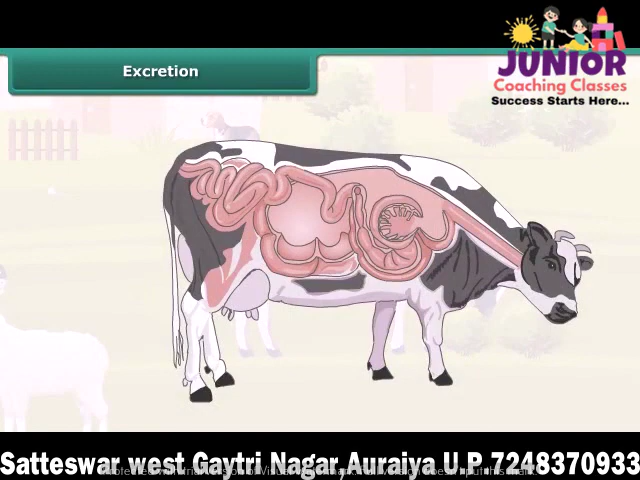 Excretion
JUNIOR
Coaching Classes
Success Starts Here...
Satteswar west Gaytri Nagar,Auraiya U.P 7248370933